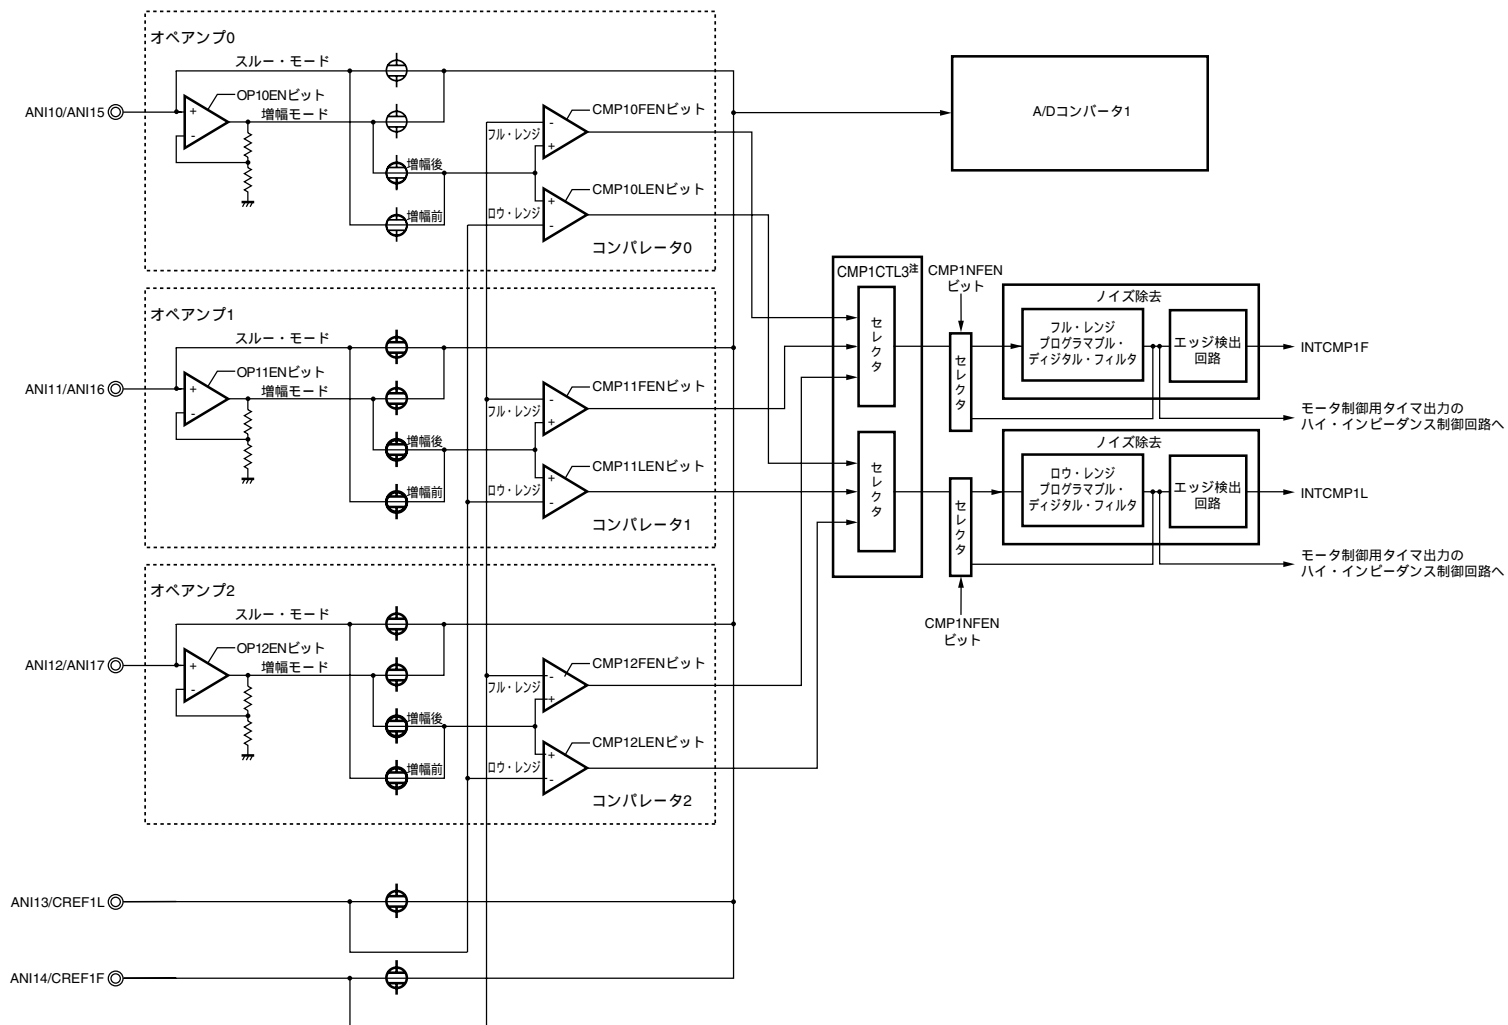 オペアンプ0
スルー・モード
ANI10/ANI15
OP10ENビット
増幅モード
増幅後
増幅前
フル・レンジ
ロウ・レンジ
CMP10FENビット
CMP10LENビット
コンパレータ0
-
+
+
-
+
-
A/Dコンバータ1
オペアンプ1
スルー・モード
ANI11/ANI16
OP11ENビット
増幅モード
増幅後
増幅前
フル・レンジ
ロウ・レンジ
CMP11FENビット
CMP11LENビット
コンパレータ1
+
-
-
+
+
-
オペアンプ2
スルー・モード
ANI12/ANI17
OP12ENビット
増幅モード
増幅後
増幅前
フル・レンジ
ロウ・レンジ
CMP12FENビット
CMP12LENビット
コンパレータ2
+
-
-
+
+
-
ANI13/CREF1L
ANI14/CREF1F
CMP1CTL3注
セレクタ
セレクタ
CMP1NFEN
ビット
セレクタ
ノイズ除去
フル・レンジ
プログラマブル・
ディジタル・フィルタ
エッジ検出
回路
INTCMP1F
モータ制御用タイマ出力の
ハイ・インピーダンス制御回路へ
セレクタ
ノイズ除去
ロウ・レンジ
プログラマブル・
ディジタル・フィルタ
エッジ検出
回路
INTCMP1L
モータ制御用タイマ出力の
ハイ・インピーダンス制御回路へ
CMP1NFEN
ビット